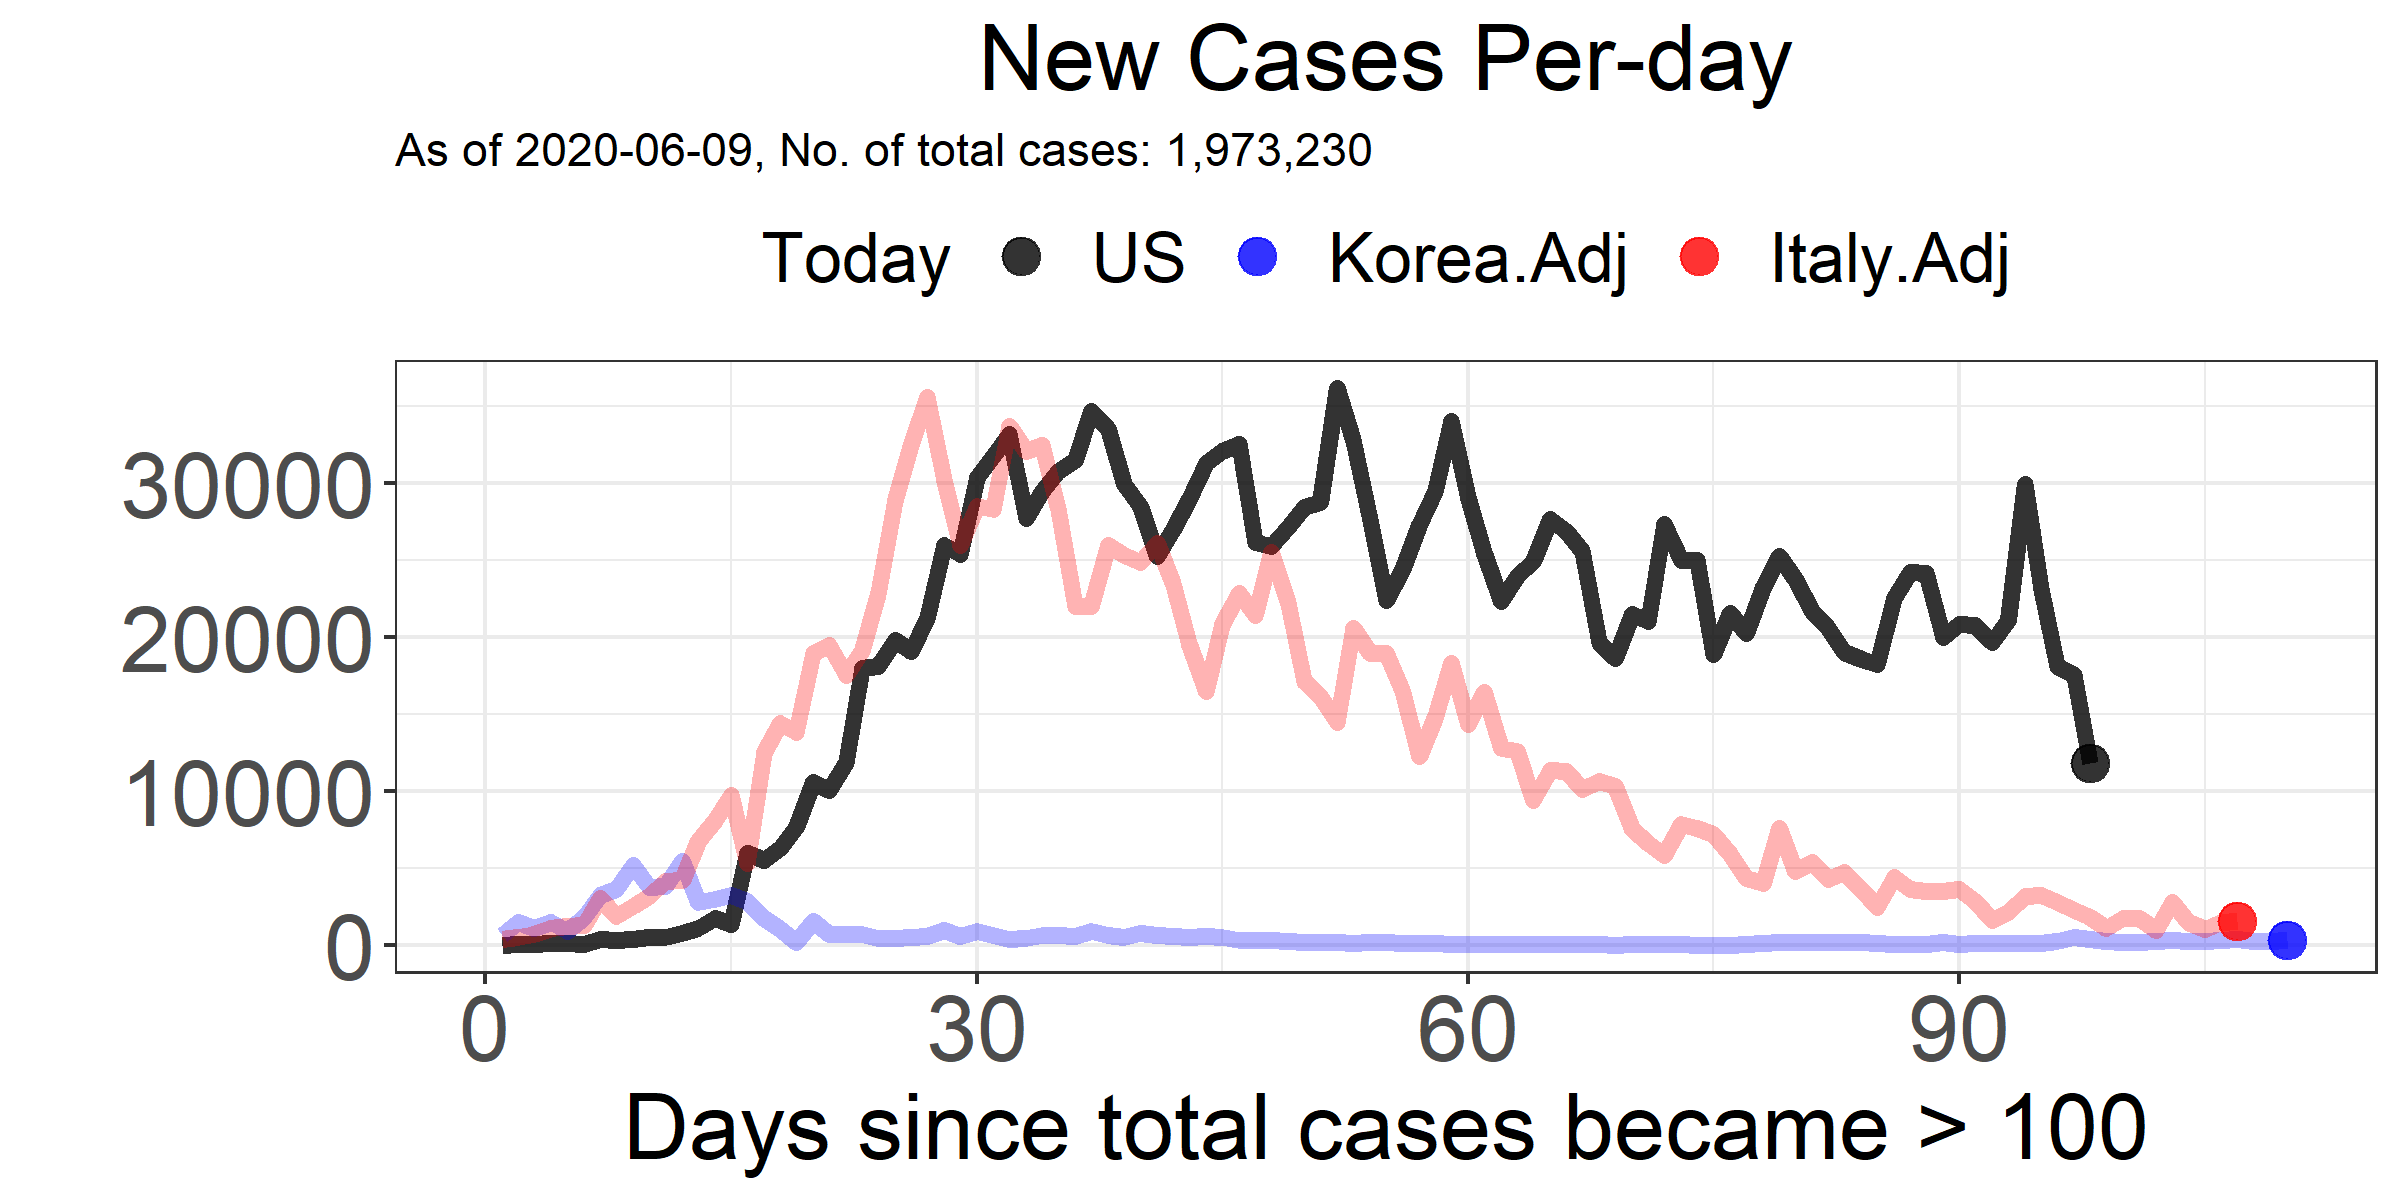 New Cases Per-day
As of 2020-06-09, No. of total cases: 1,973,230
Today US Korea.Adj Italy.Adj
30000
20000
10000
0
0 30 60 90
Days since total cases became > 100